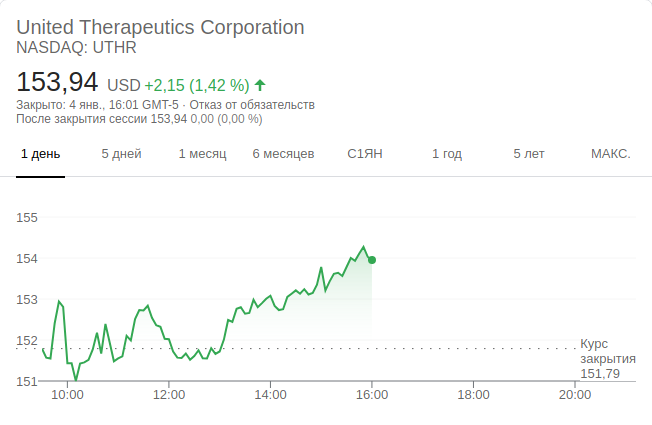 United Therapeutics Corporation
NASDAQ: UTHR
153,94 USD +2,15 (1,42 %)
Закрыто: 4 янв., 16:01 GMT-5 · Отказ от обязательств
После закрытия сессии 153,94 0,00 (0,00 %)
1 день 5 дней 1 месяц 6 месяцев С1ЯН 1 год 5 лет МАКС.
155
154
153
152
Курс
закрытия
151,79
151
10:00 12:00 14:00 16:00 18:00 20:00